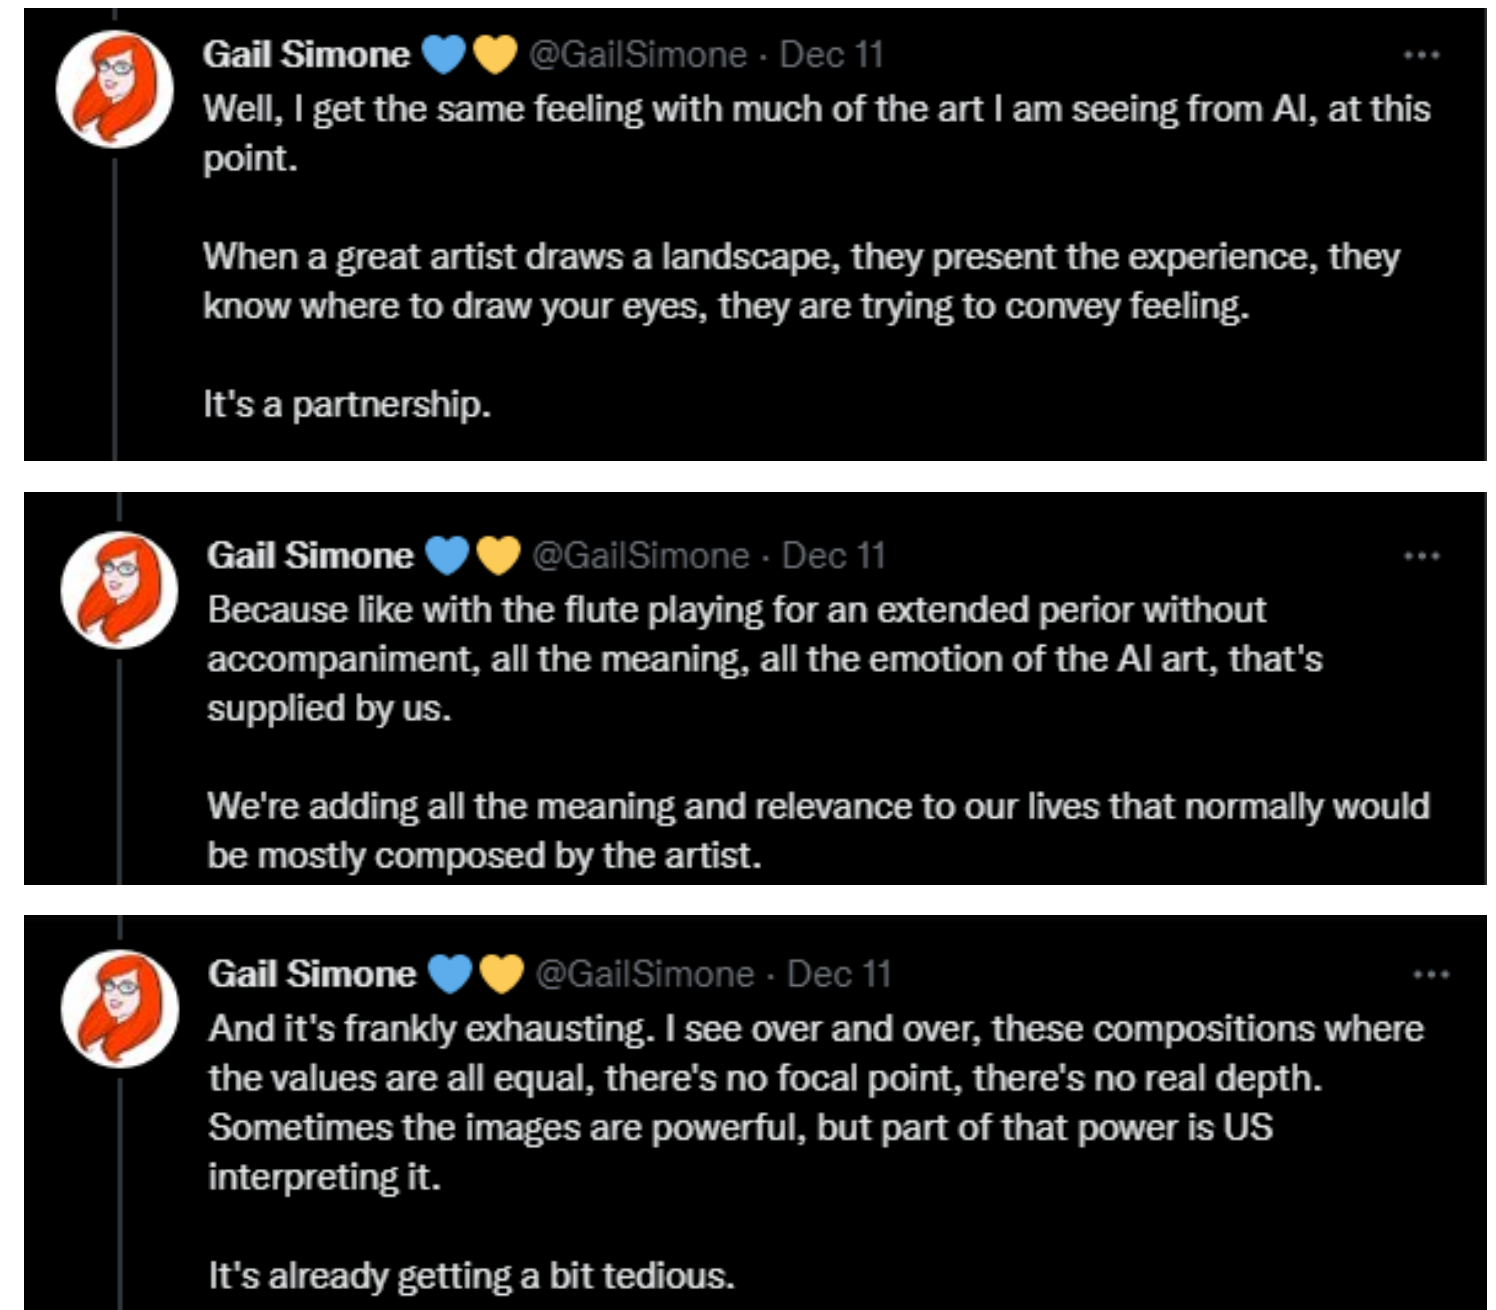 Gail Simone 💙💛 @GailSimone · Dec 11
Well, I get the same feeling with much of the art I am seeing from AI, at this
point.
When a great artist draws a landscape, they present the experience, they
know where to draw your eyes, they are trying to convey feeling.
It's a partnership.
Gail Simone 💙💛 @GailSimone · Dec 11
Because like with the flute playing for an extended perior without
accompaniment, all the meaning, all the emotion of the AI art, that's
supplied by us.
We're adding all the meaning and relevance to our lives that normally would
be mostly composed by the artist.
Gail Simone 💙💛 @GailSimone · Dec 11
And it's frankly exhausting. I see over and over, these compositions where
the values are all equal, there's no focal point, there's no real depth.
Sometimes the images are powerful, but part of that power is US
interpreting it.
It's already getting a bit tedious.